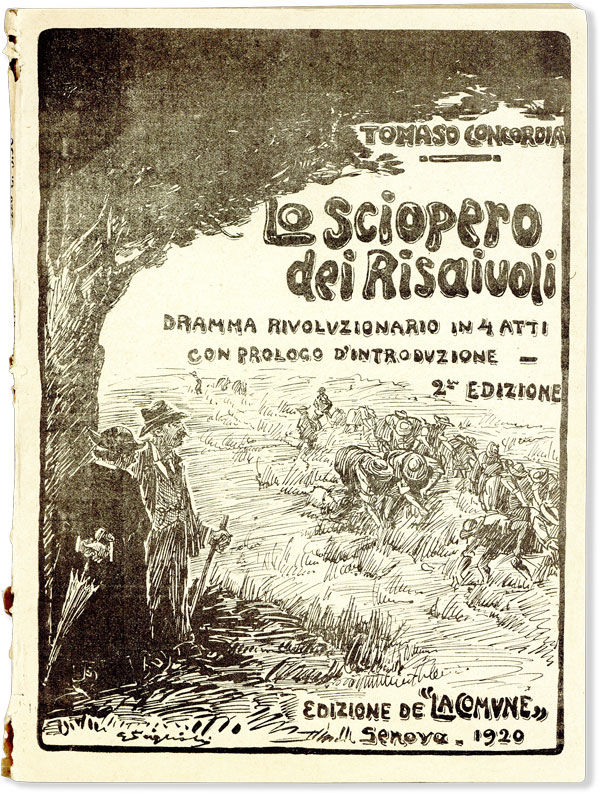 TOMASO CONCORDIA
Lo SCIOPERO
dei RISAIUOLI
DRAMMA RIVOLUZIONARIO IN 4 ATTI
CON PROLOGO D'INTRODUZIONE —
2ª EDIZIONE
EDIZIONE DE "LA COMVNE"
Genova - 1920